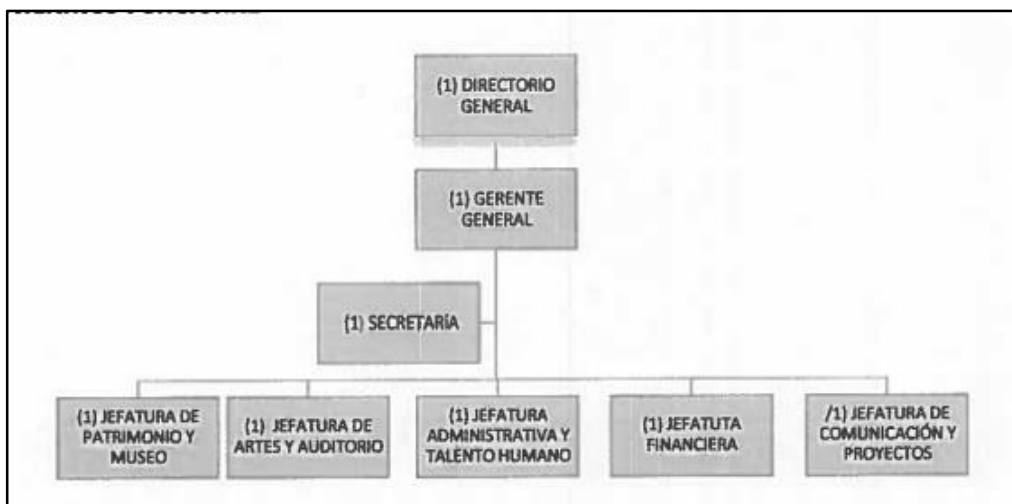 (1) DIRECTORIO
GENERAL
(1) GERENTE
GENERAL
(1) SECRETARÍA
(1) JEFATURA DE
PATRIMONIO Y
MUSEO
(1) JEFATURA DE
ARTES Y AUDITORIO
(1) JEFATURA
ADMINISTRATIVA Y
TALENTO HUMANO
(1) JEFATUTA
FINANCIERA
/1) JEFATURA DE
COMUNICACIÓN Y
PROYECTOS